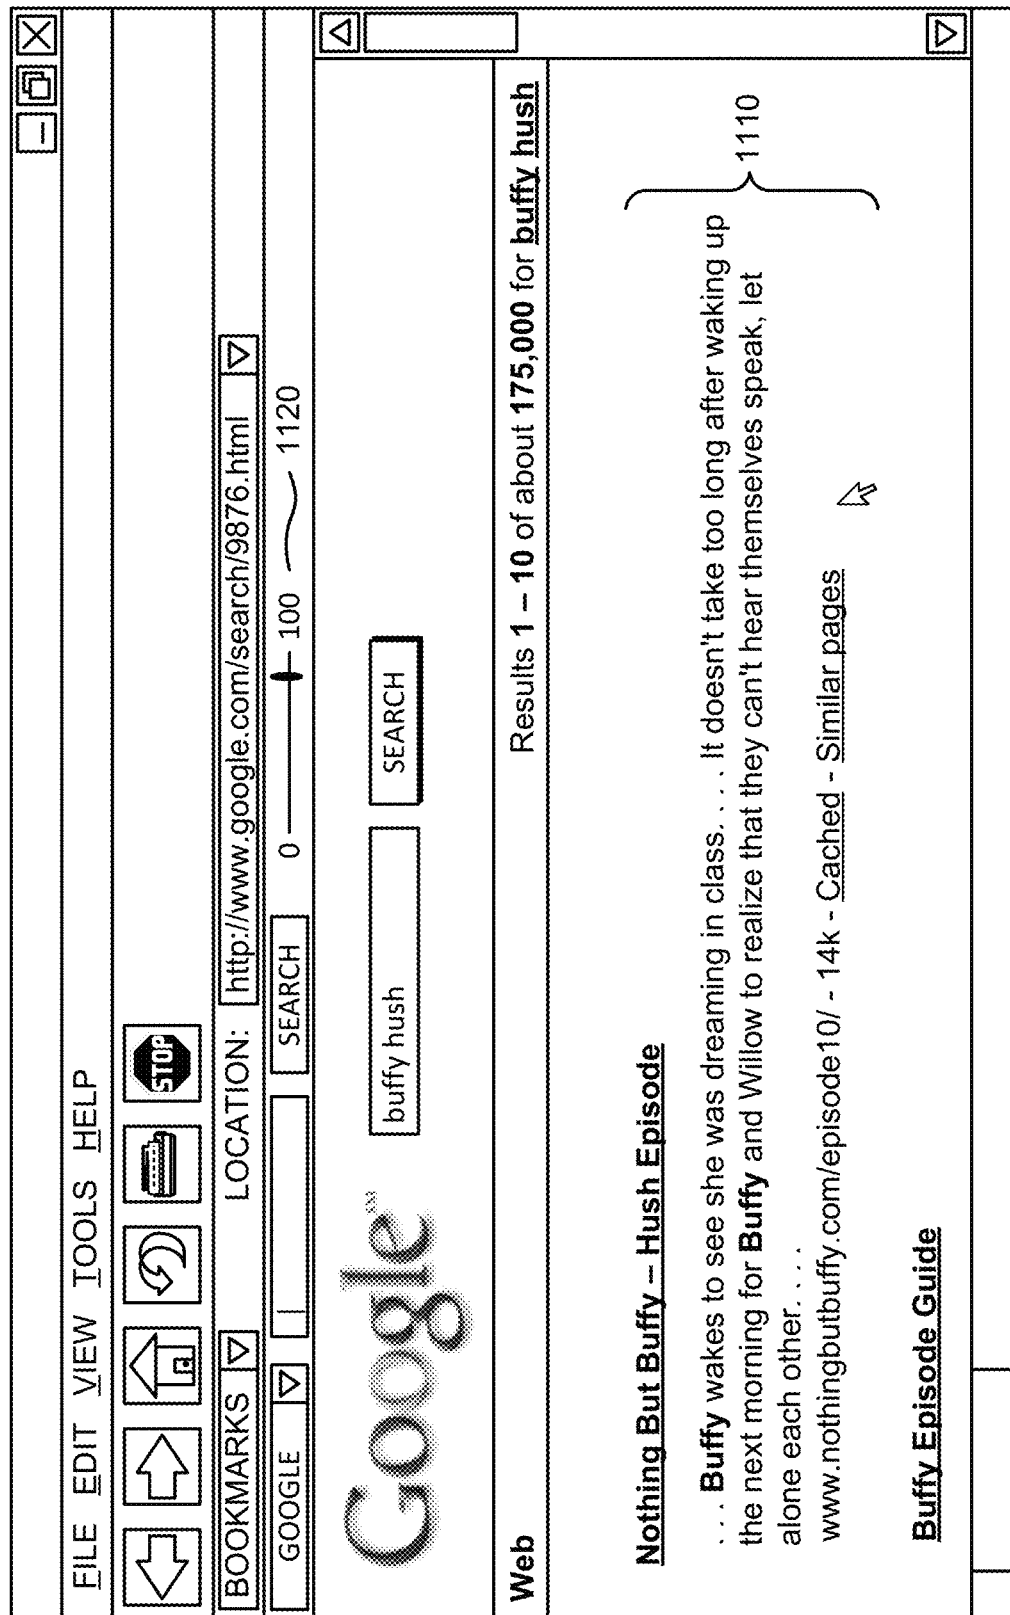 FILE EDIT VIEW TOOLS HELP
STOP
BOOKMARKS LOCATION: http://www.google.com/search/9876.html
GOOGLE SEARCH 0 100 1120
Google™ buffy hush SEARCH
Web Results 1 – 10 of about 175,000 for buffy hush
Nothing But Buffy – Hush Episode
. . . Buffy wakes to see she was dreaming in class. . . . It doesn't take too long after waking up
the next morning for Buffy and Willow to realize that they can't hear themselves speak, let
alone each other. . . .
www.nothingbutbuffy.com/episode10/ - 14k - Cached - Similar pages
1110
Buffy Episode Guide